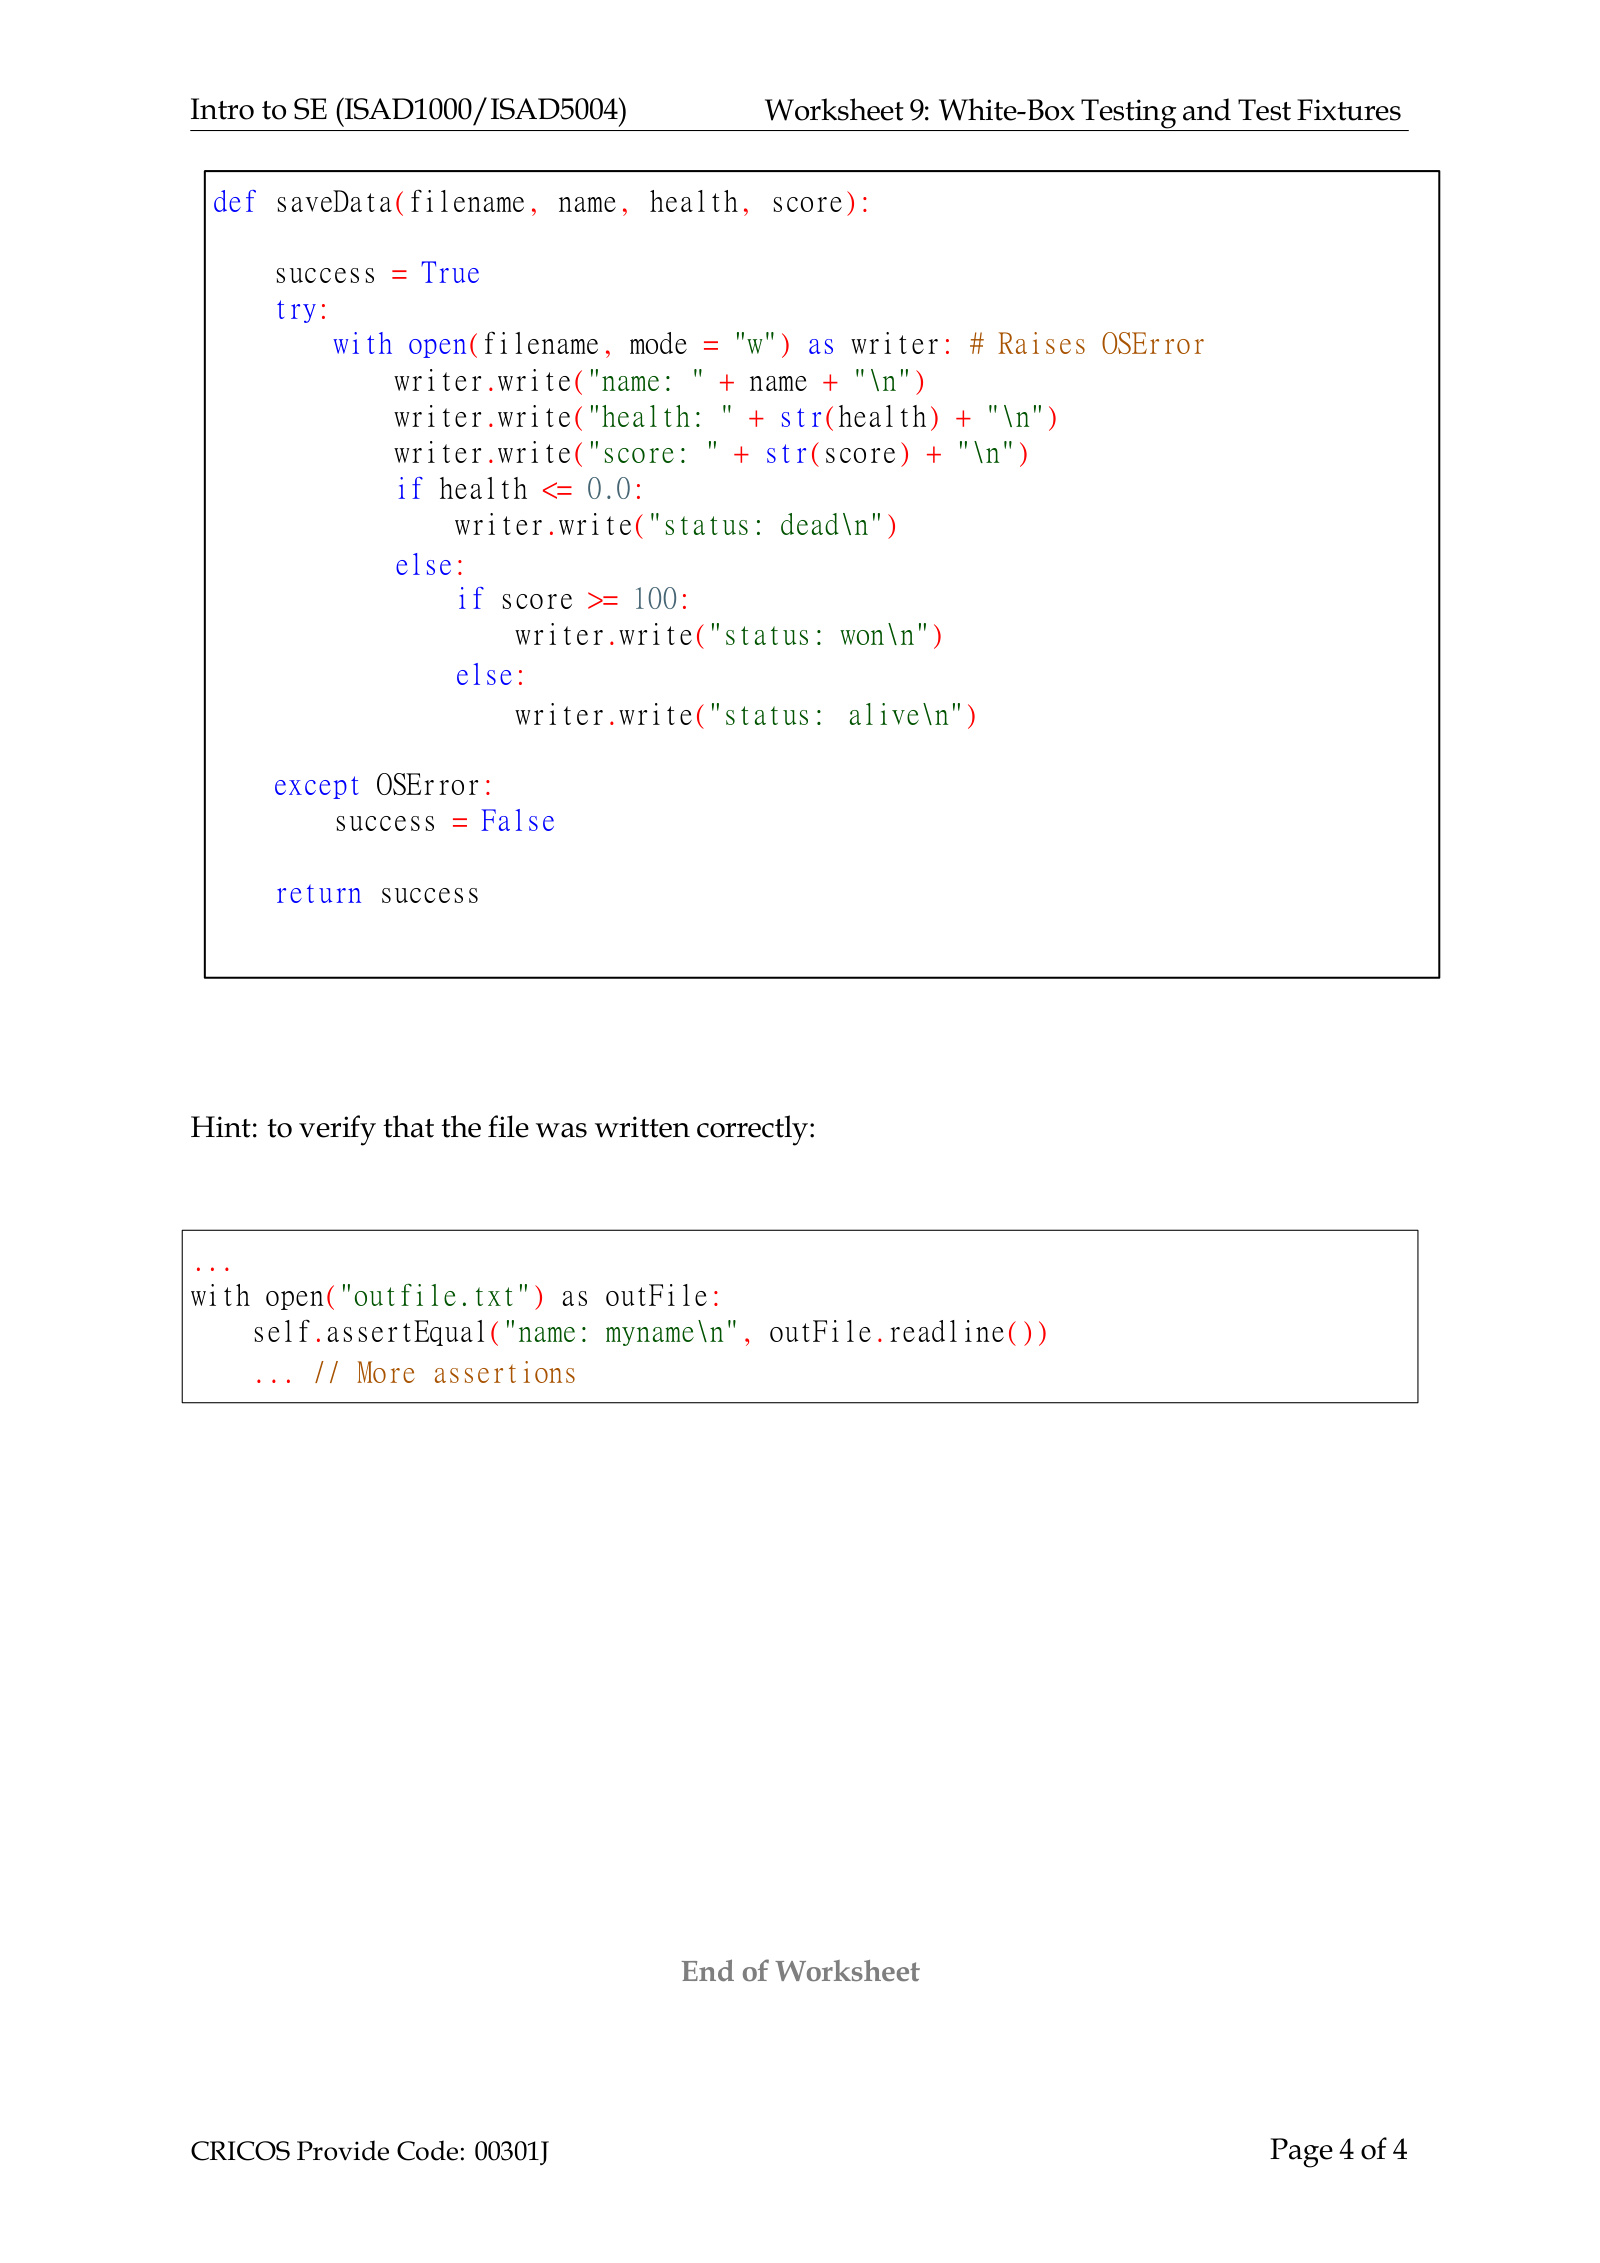 Intro to SE (ISAD1000/ISAD5004) Worksheet 9: White-Box Testing and Test Fixtures
def saveData(filename, name, health, score):
    success = True
    try:
        with open(filename, mode = "w") as writer: # Raises OSError
            writer.write("name: " + name + "\n")
            writer.write("health: " + str(health) + "\n")
            writer.write("score: " + str(score) + "\n")
            if health <= 0.0:
                writer.write("status: dead\n")
            else:
                if score >= 100:
                    writer.write("status: won\n")
                else:
                    writer.write("status: alive\n")
    except OSError:
        success = False
    return success
Hint: to verify that the file was written correctly:
...
with open("outfile.txt") as outFile:
    self.assertEqual("name: myname\n", outFile.readline())
    ... // More assertions
End of Worksheet
CRICOS Provide Code: 00301J Page 4 of 4